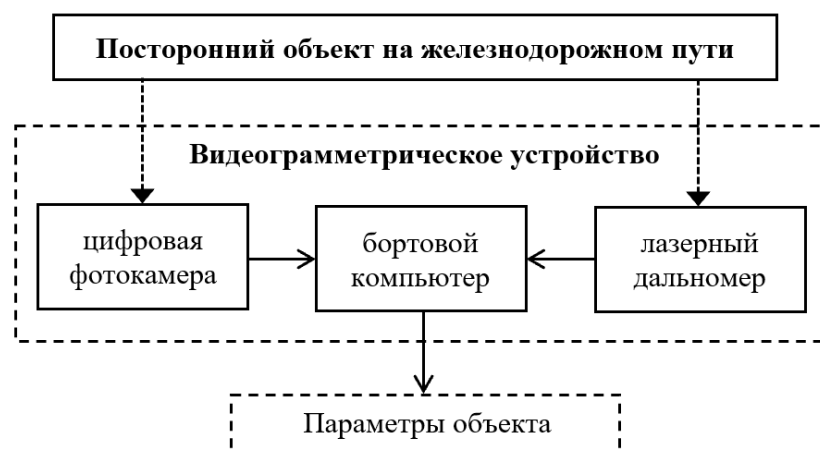 Посторонний объект на железнодорожном пути
Видеограмметрическое устройство
цифровая
фотокамера
бортовой
компьютер
лазерный
дальномер
Параметры объекта